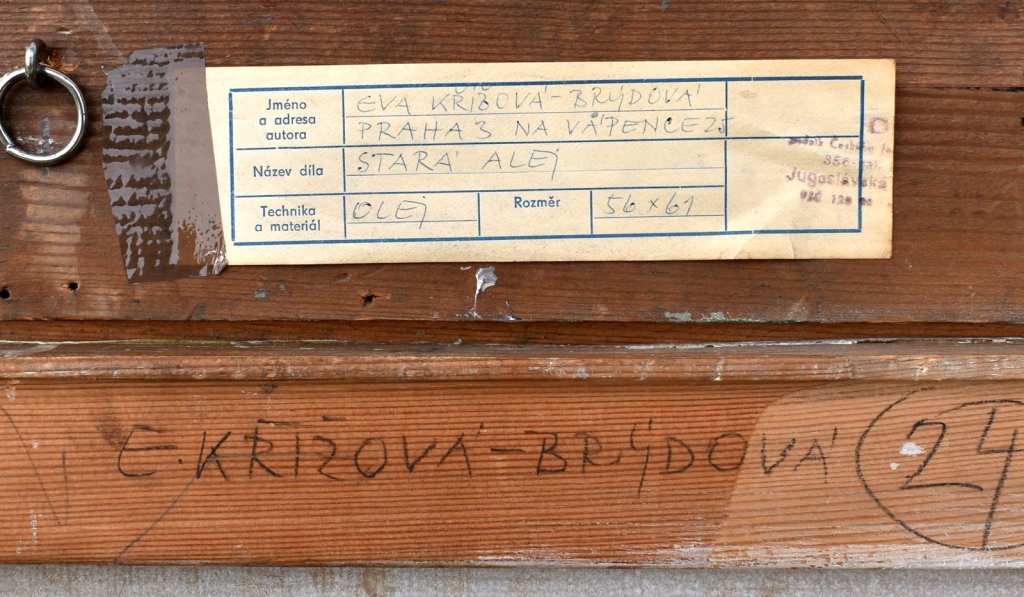 Jméno
a adresa
autora
EVA KŘÍŽOVÁ-BRÝDOVÁ
PRAHA 3 NA VÁPENCE 25
Název díla
STARÁ ALEJ
Technika
a materiál
OLEJ
Rozměr
56 × 61
Jugoslávská
E. KŘÍŽOVÁ-BRÝDOVÁ
24